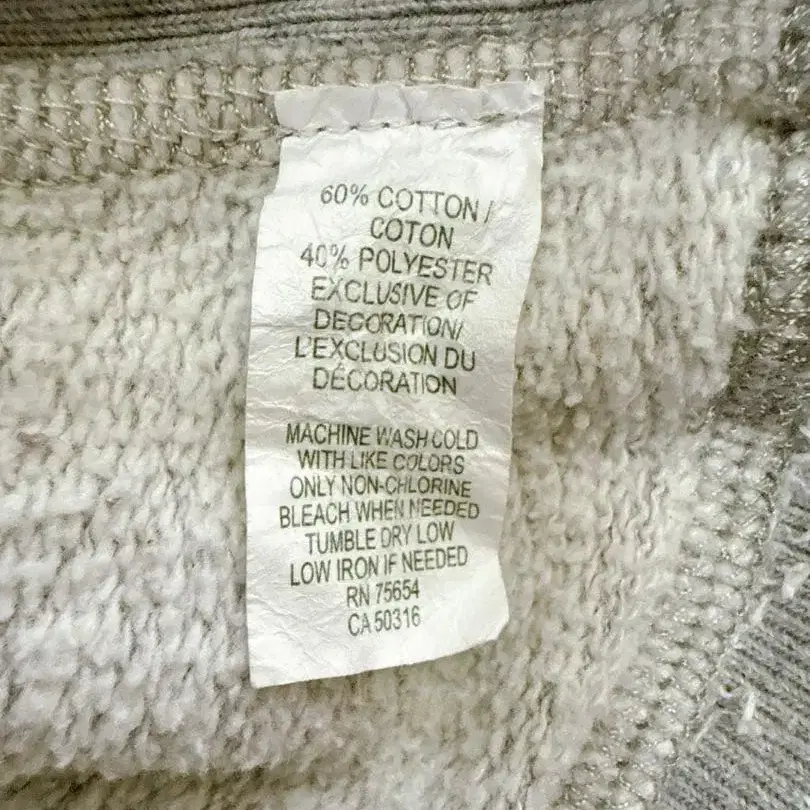 60% COTTON /
COTON
40% POLYESTER
EXCLUSIVE OF
DECORATION/
L'EXCLUSION DU
DÉCORATION
MACHINE WASH COLD
WITH LIKE COLORS
ONLY NON-CHLORINE
BLEACH WHEN NEEDED
TUMBLE DRY LOW
LOW IRON IF NEEDED
RN 75654
CA 50316